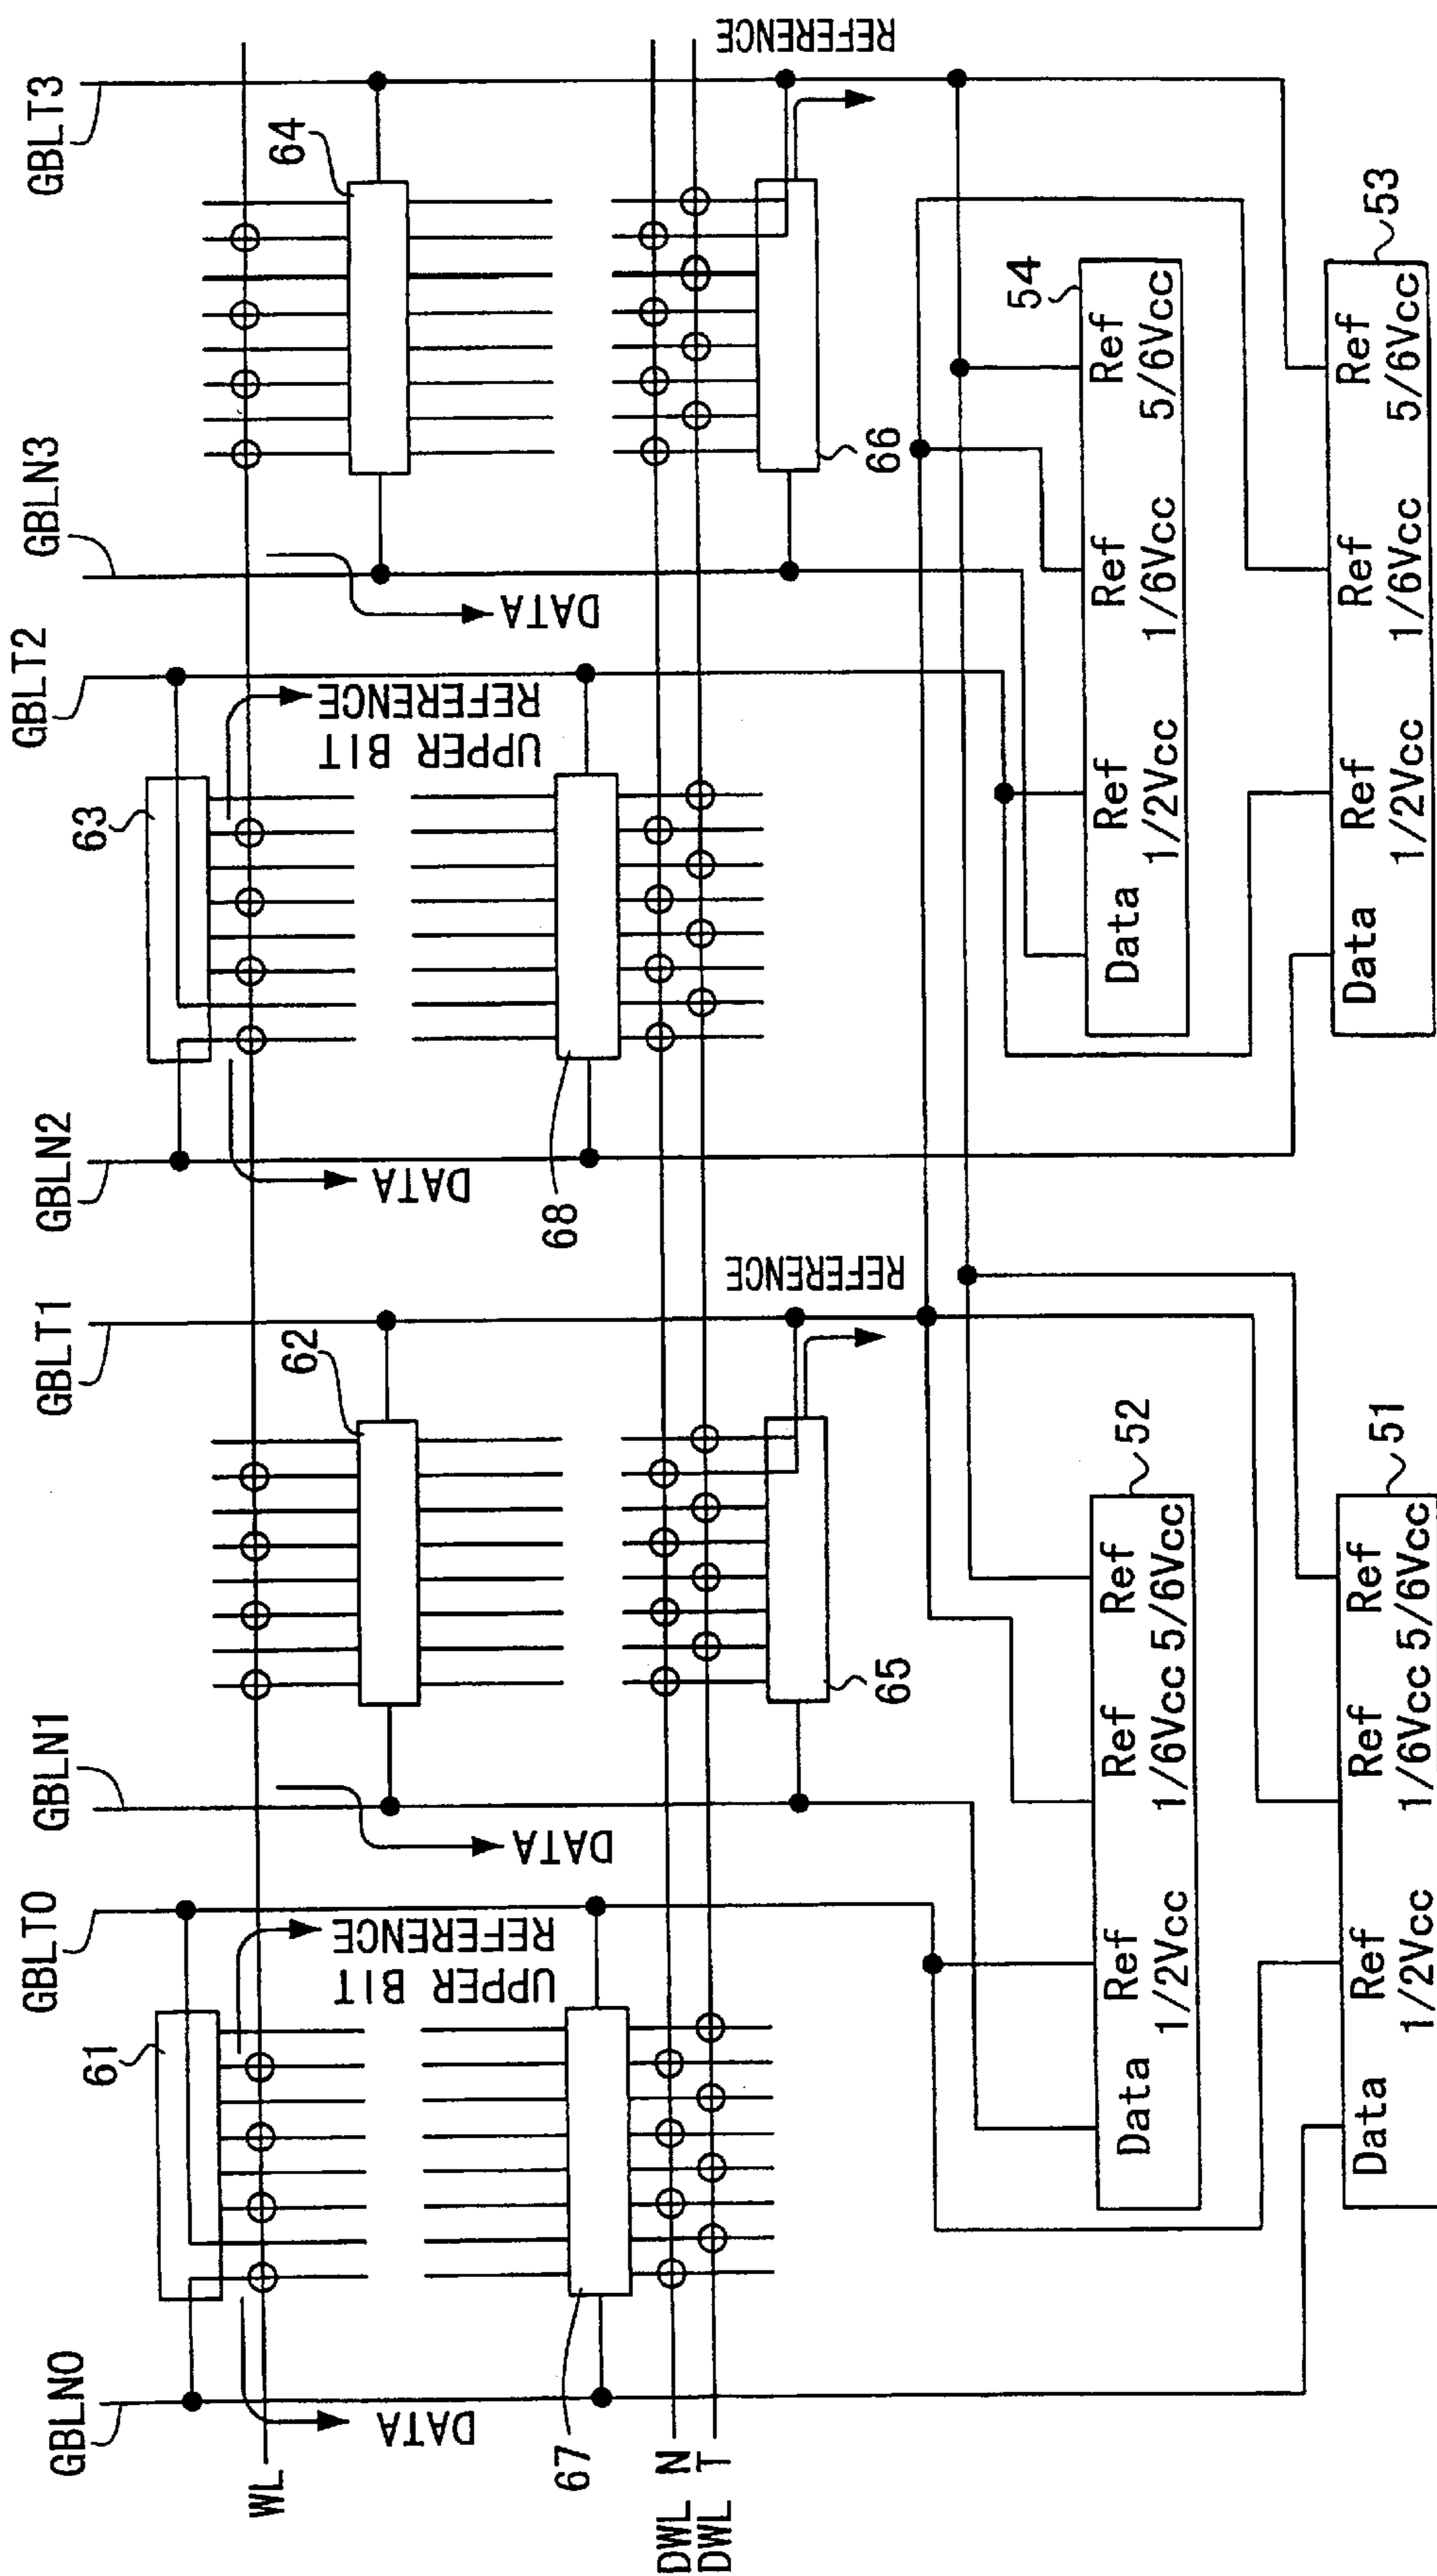 GBLN0
GBLT0
GBLN1
GBLT1
GBLN2
GBLT2
GBLN3
GBLT3
61
62
63
64
WL
DATA
UPPER BIT
REFERENCE
DATA
DATA
UPPER BIT
REFERENCE
DATA
67
65
68
66
REFERENCE
REFERENCE
DWL N
DWL T
52
Data Ref Ref Ref
1/2Vcc 1/6Vcc 5/6Vcc
54
Data Ref Ref Ref
1/2Vcc 1/6Vcc 5/6Vcc
51
Data Ref Ref Ref
1/2Vcc 1/6Vcc 5/6Vcc
53
Data Ref Ref Ref
1/2Vcc 1/6Vcc 5/6Vcc